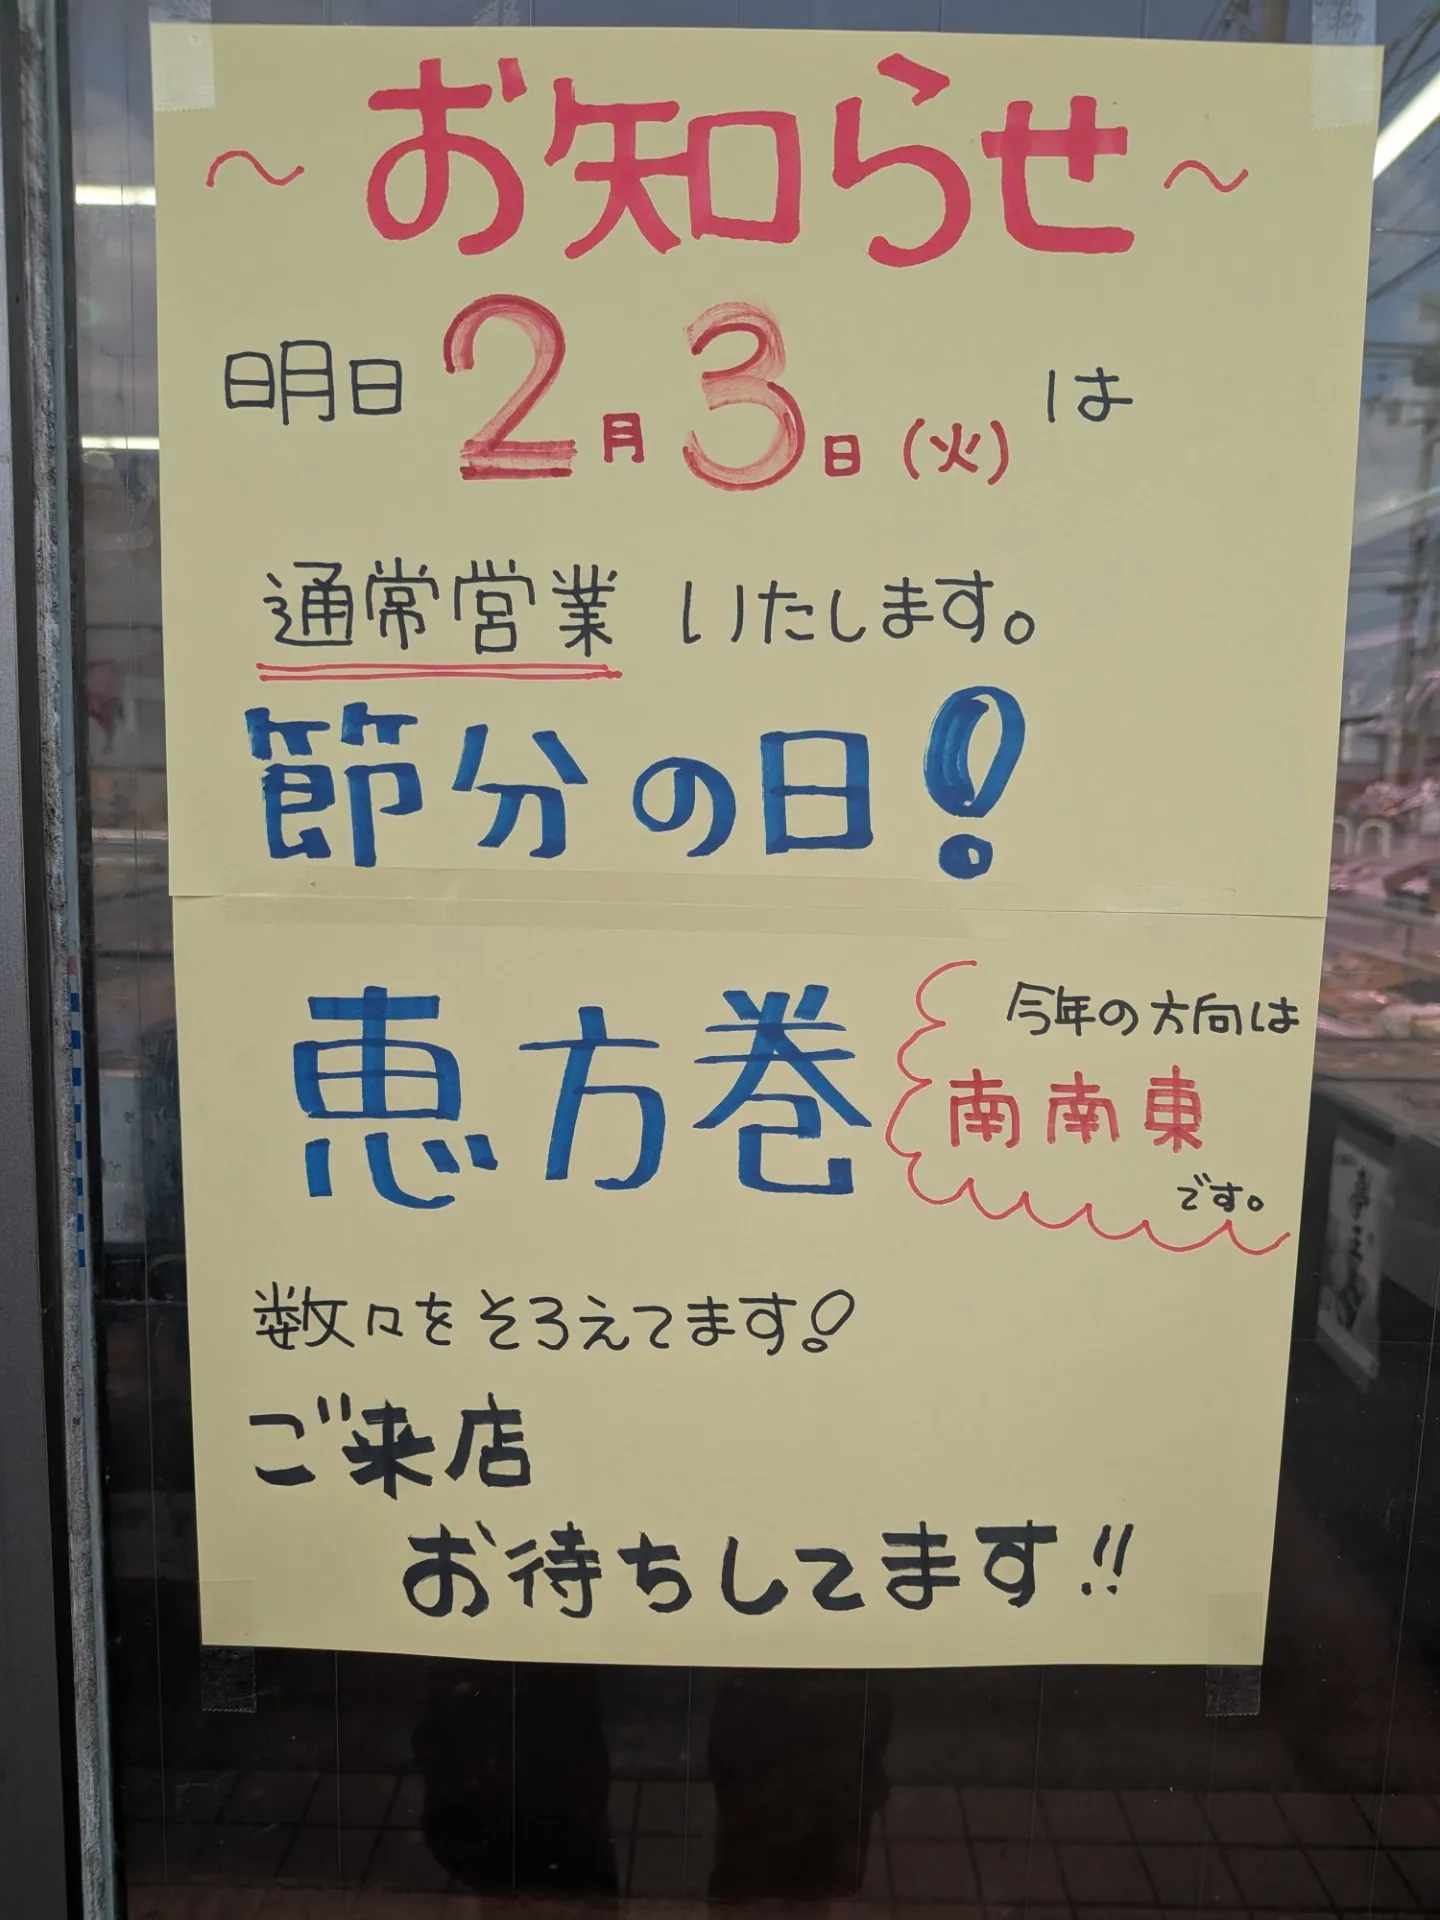 ～お知らせ～
明日2月3日(火)は
通常営業いたします。
節分の日!
恵方巻
今年の方向は
南南東
です。
数々をそろえてます!
ご来店
お待ちしてます!!